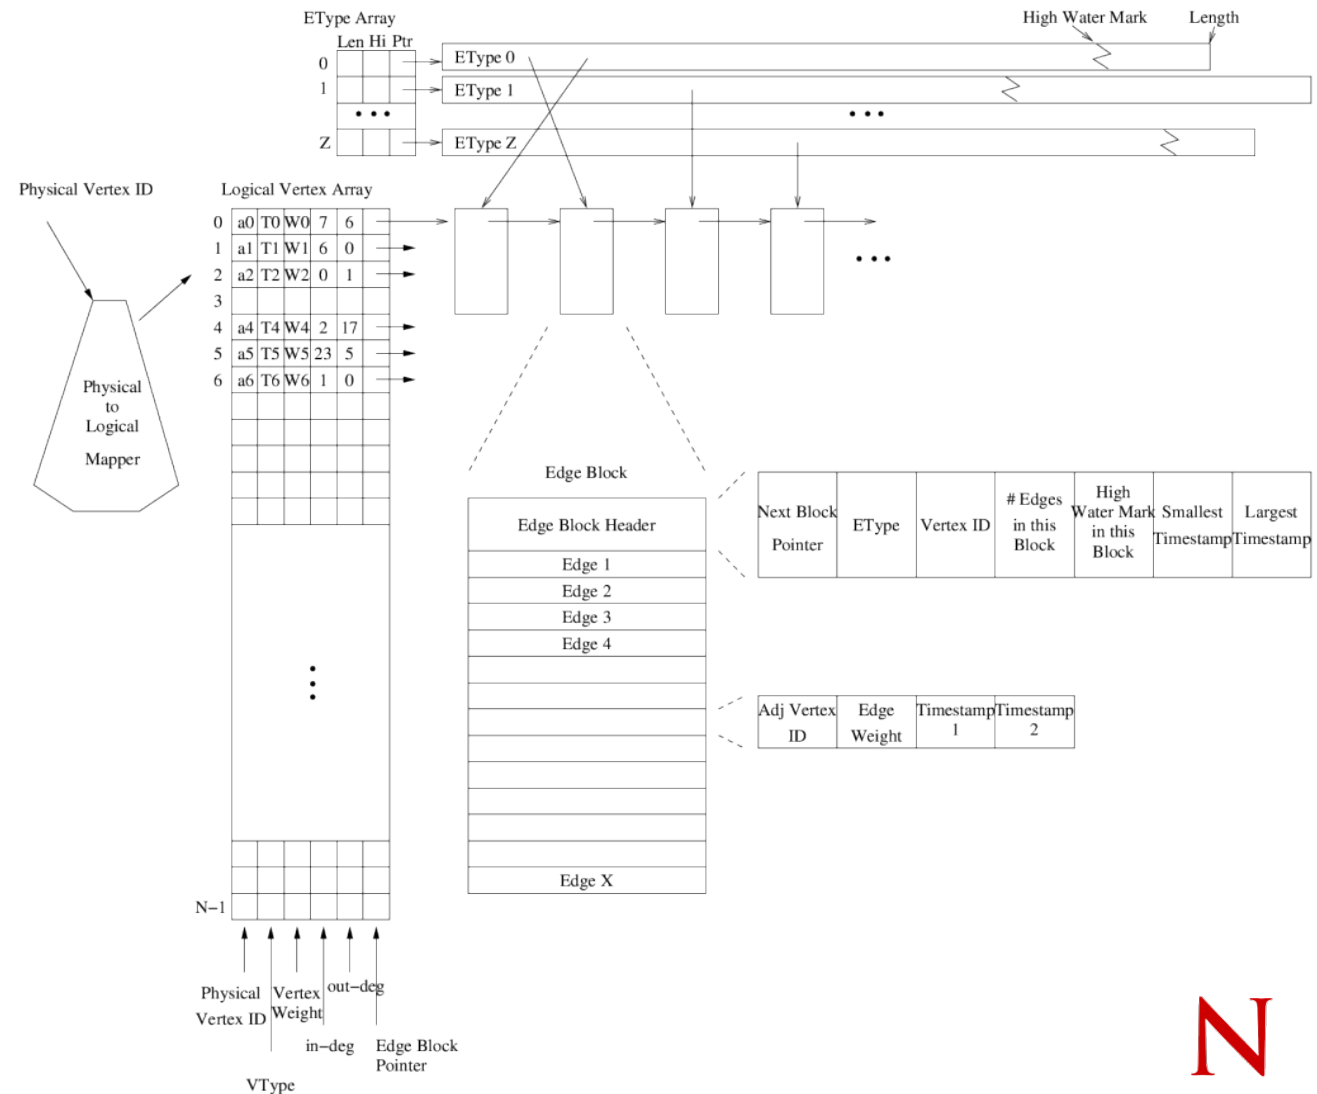 EType Array
High Water Mark
Length
Len Hi Ptr
0
EType 0
1
EType 1
Z
EType Z
Physical Vertex ID
Logical Vertex Array
0 a0 T0 W0 7 6
1 a1 T1 W1 6 0
2 a2 T2 W2 0 1
3
4 a4 T4 W4 2 17
5 a5 T5 W5 23 5
6 a6 T6 W6 1 0
Physical
to
Logical
Mapper
Edge Block
Edge Block Header
Edge 1
Edge 2
Edge 3
Edge 4
Edge X
Next Block
Pointer
EType
Vertex ID
# Edges
in this
Block
High
Water Mark
in this
Block
Smallest
Timestamp
Largest
Timestamp
Adj Vertex
ID
Edge
Weight
Timestamp
1
Timestamp
2
N−1
Physical
Vertex ID
VType
Vertex
Weight
in−deg
out−deg
Edge Block
Pointer
N